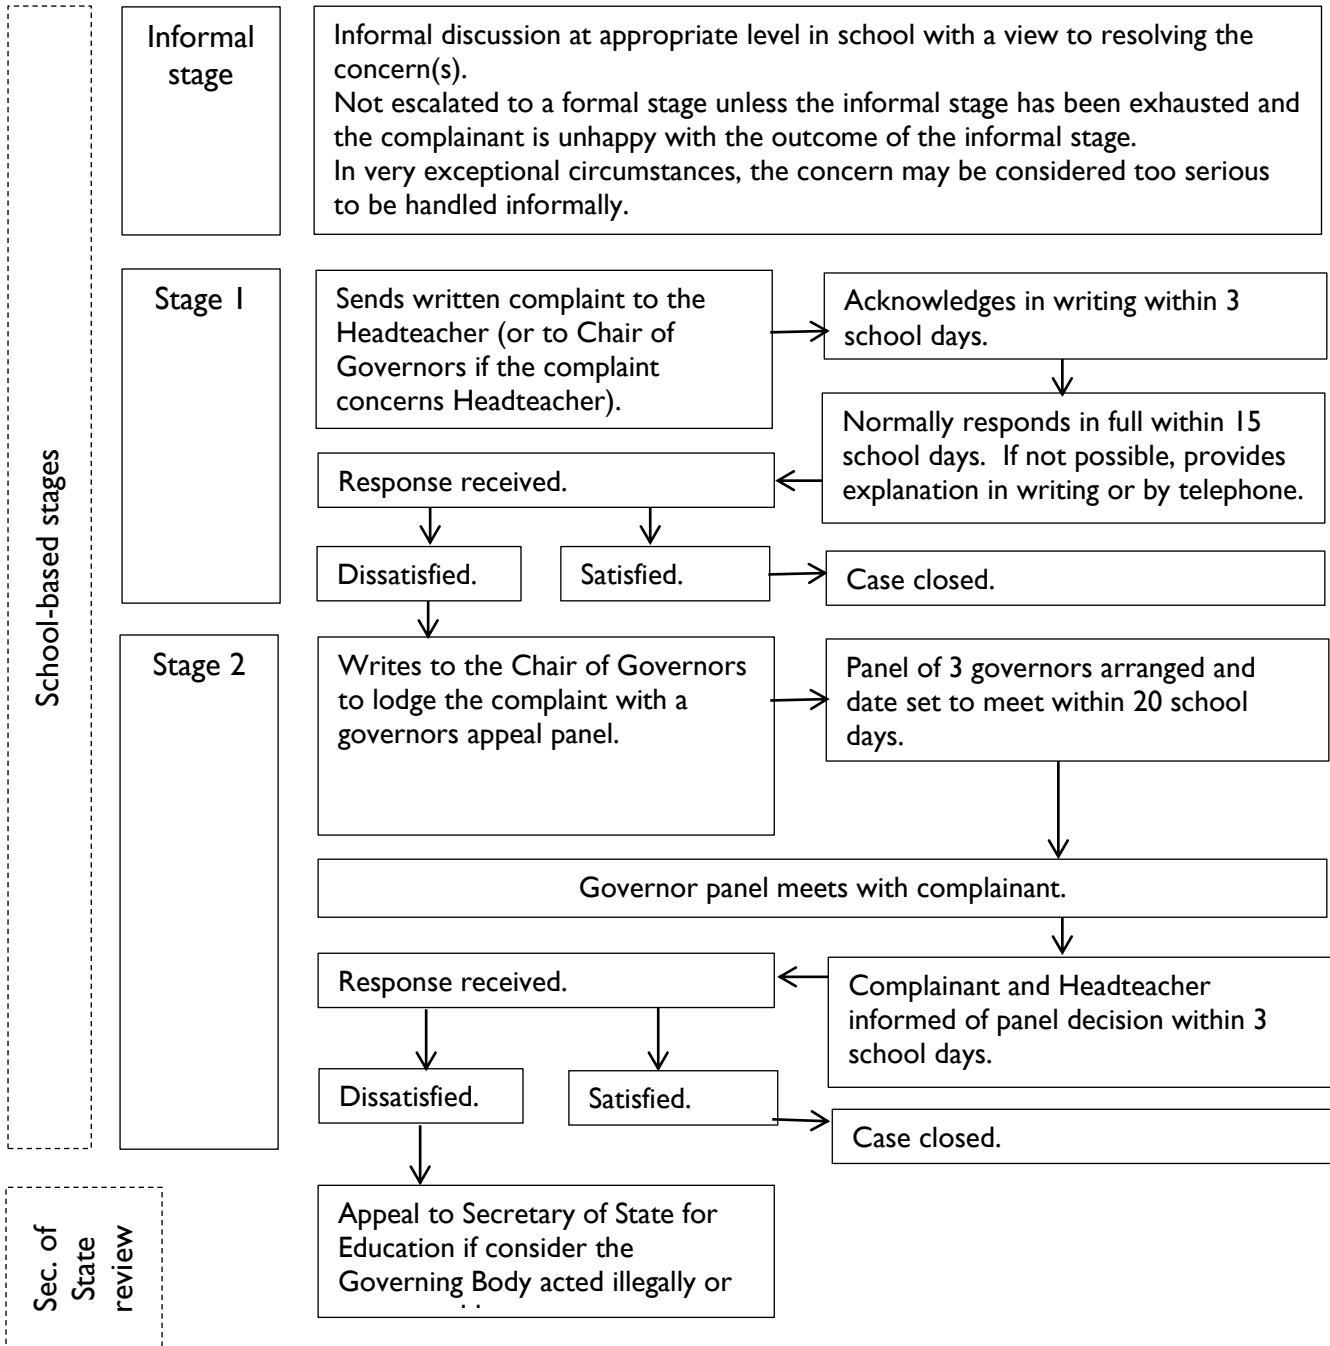 School-based stages
Informal
stage
Informal discussion at appropriate level in school with a view to resolving the
concern(s).
Not escalated to a formal stage unless the informal stage has been exhausted and
the complainant is unhappy with the outcome of the informal stage.
In very exceptional circumstances, the concern may be considered too serious
to be handled informally.
Stage 1
Sends written complaint to the
Headteacher (or to Chair of
Governors if the complaint
concerns Headteacher).
Acknowledges in writing within 3
school days.
Normally responds in full within 15
school days.  If not possible, provides
explanation in writing or by telephone.
Response received.
Dissatisfied.
Satisfied.
Case closed.
Stage 2
Writes to the Chair of Governors
to lodge the complaint with a
governors appeal panel.
Panel of 3 governors arranged and
date set to meet within 20 school
days.
Governor panel meets with complainant.
Complainant and Headteacher
informed of panel decision within 3
school days.
Response received.
Dissatisfied.
Satisfied.
Case closed.
Sec. of
State
review
Appeal to Secretary of State for
Education if consider the
Governing Body acted illegally or